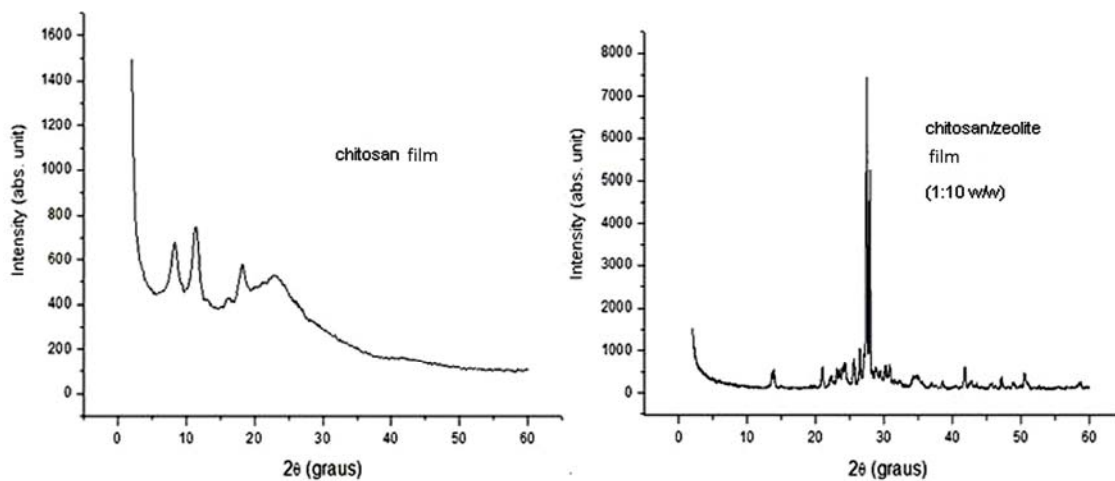 1600
1400
1200
1000
800
600
400
200
0
Intensity (abs. unit)
chitosan film
0 10 20 30 40 50 60
2θ (graus)
8000
7000
6000
5000
4000
3000
2000
1000
0
Intensity (abs. unit)
chitosan/zeolite
film
(1:10 w/w)
0 10 20 30 40 50 60
2θ (graus)